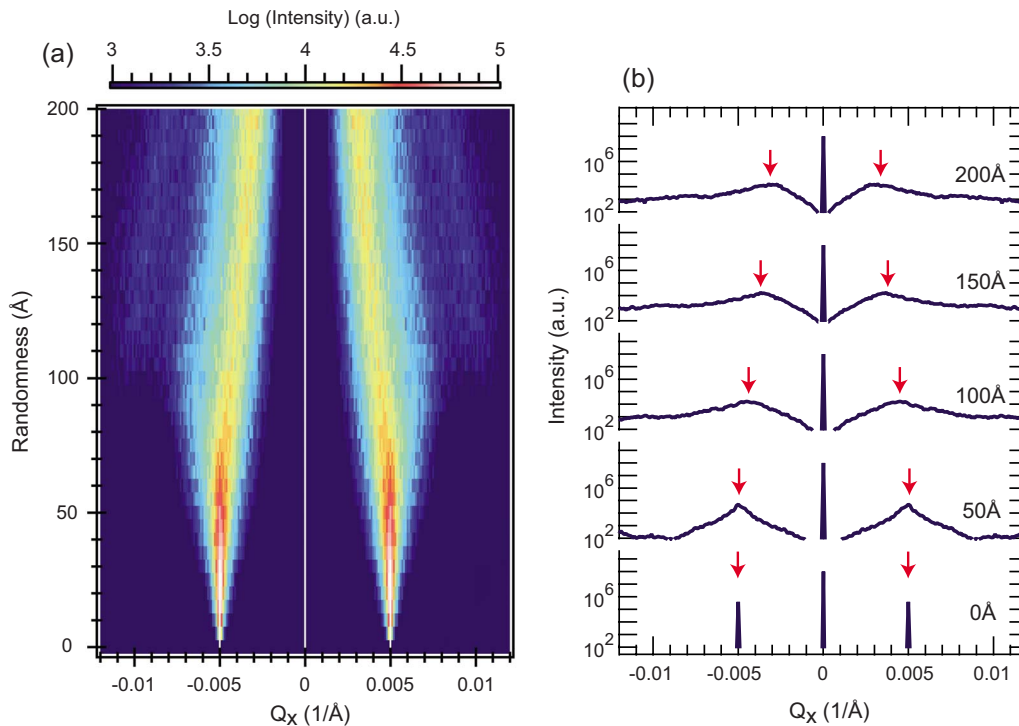 Log (Intensity) (a.u.)
3 3.5 4 4.5 5
(a)
200
150
100
50
0
Randomness (Å)
-0.01 -0.005 0 0.005 0.01
Qx (1/Å)
(b)
10^6 200Å
10^2
10^6 150Å
10^2
10^6 100Å
10^2
10^6 50Å
10^2
10^6 0Å
10^2
Intensity (a.u.)
-0.01 -0.005 0 0.005 0.01
Qx (1/Å)